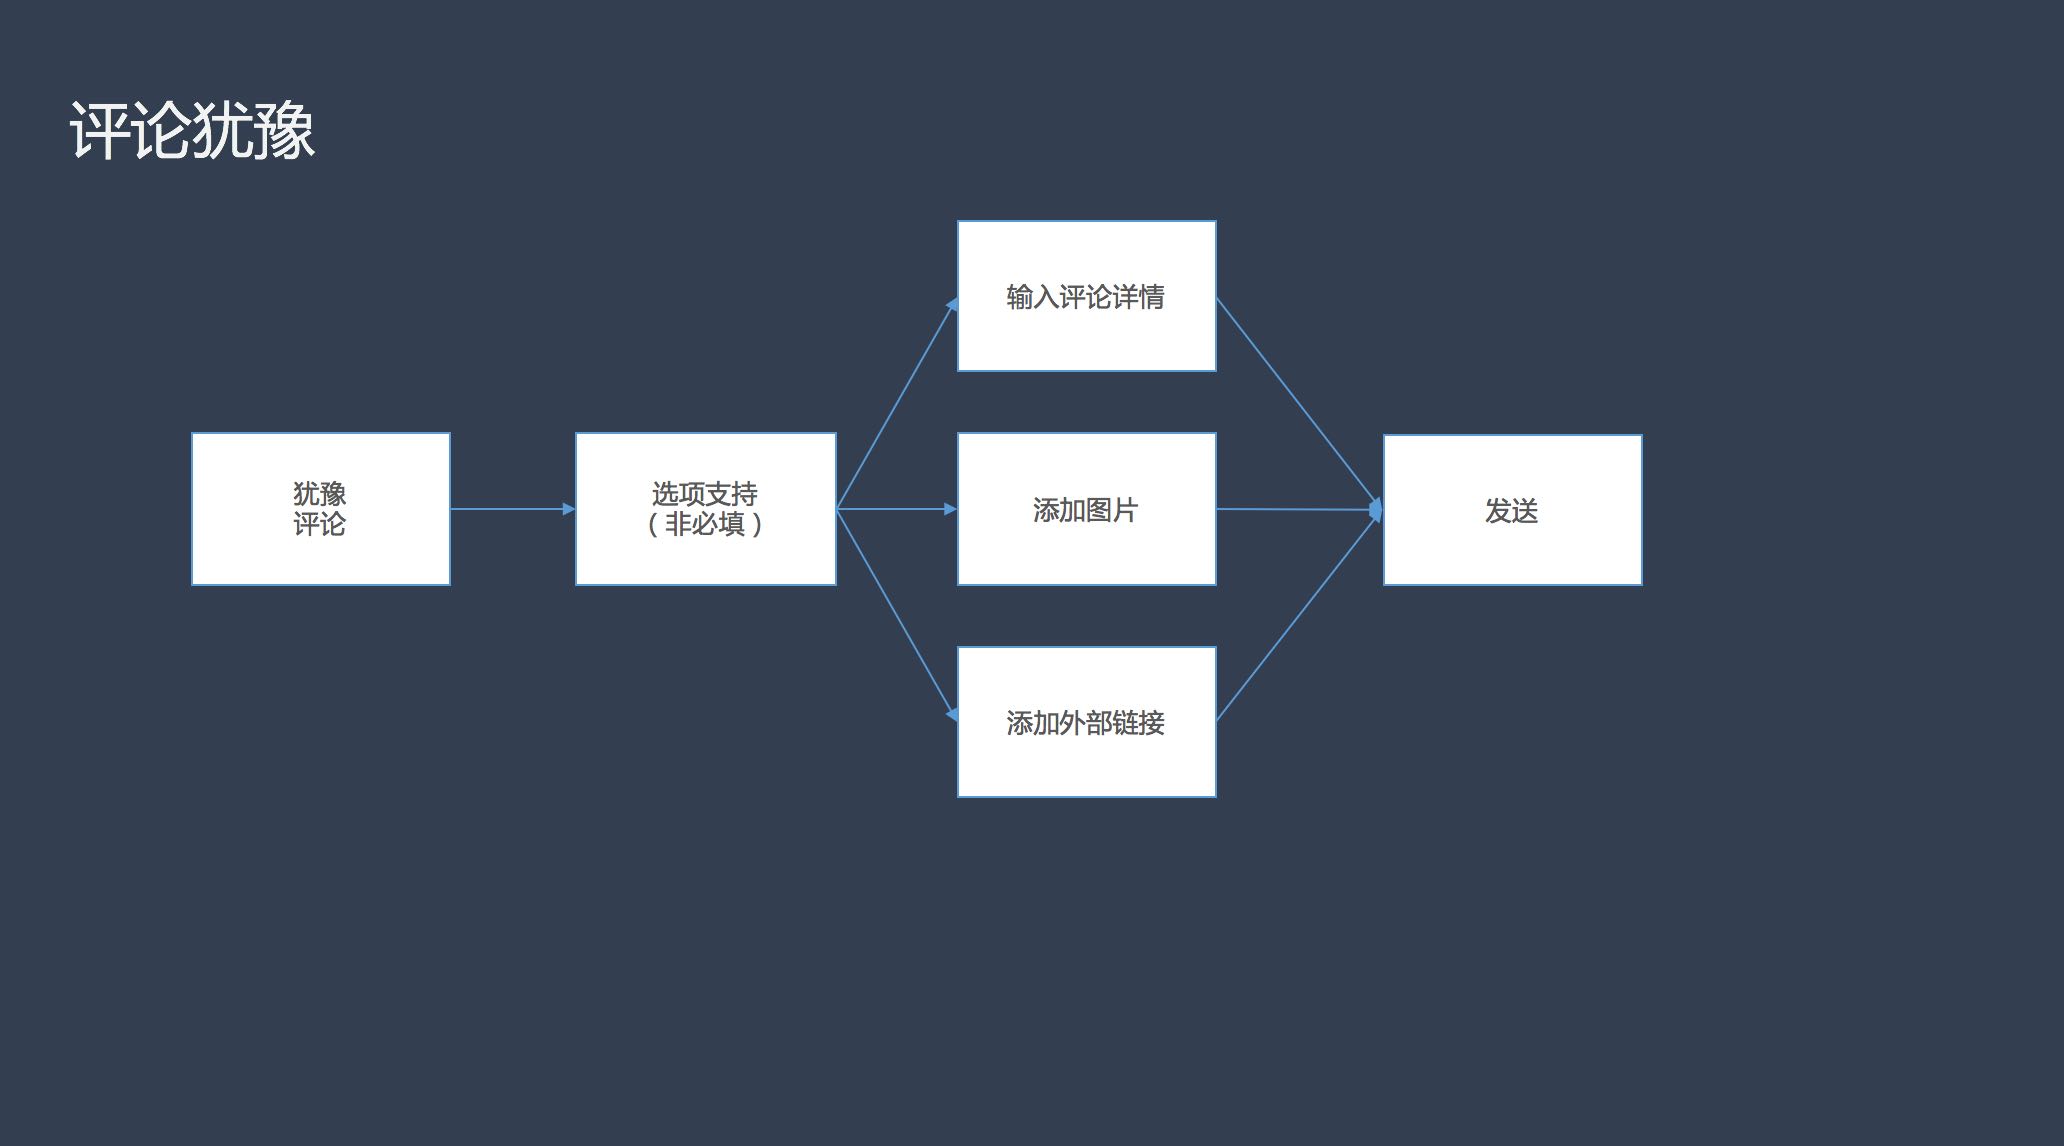 评论犹豫
犹豫
评论
选项支持
（非必填）
输入评论详情
添加图片
添加外部链接
发送